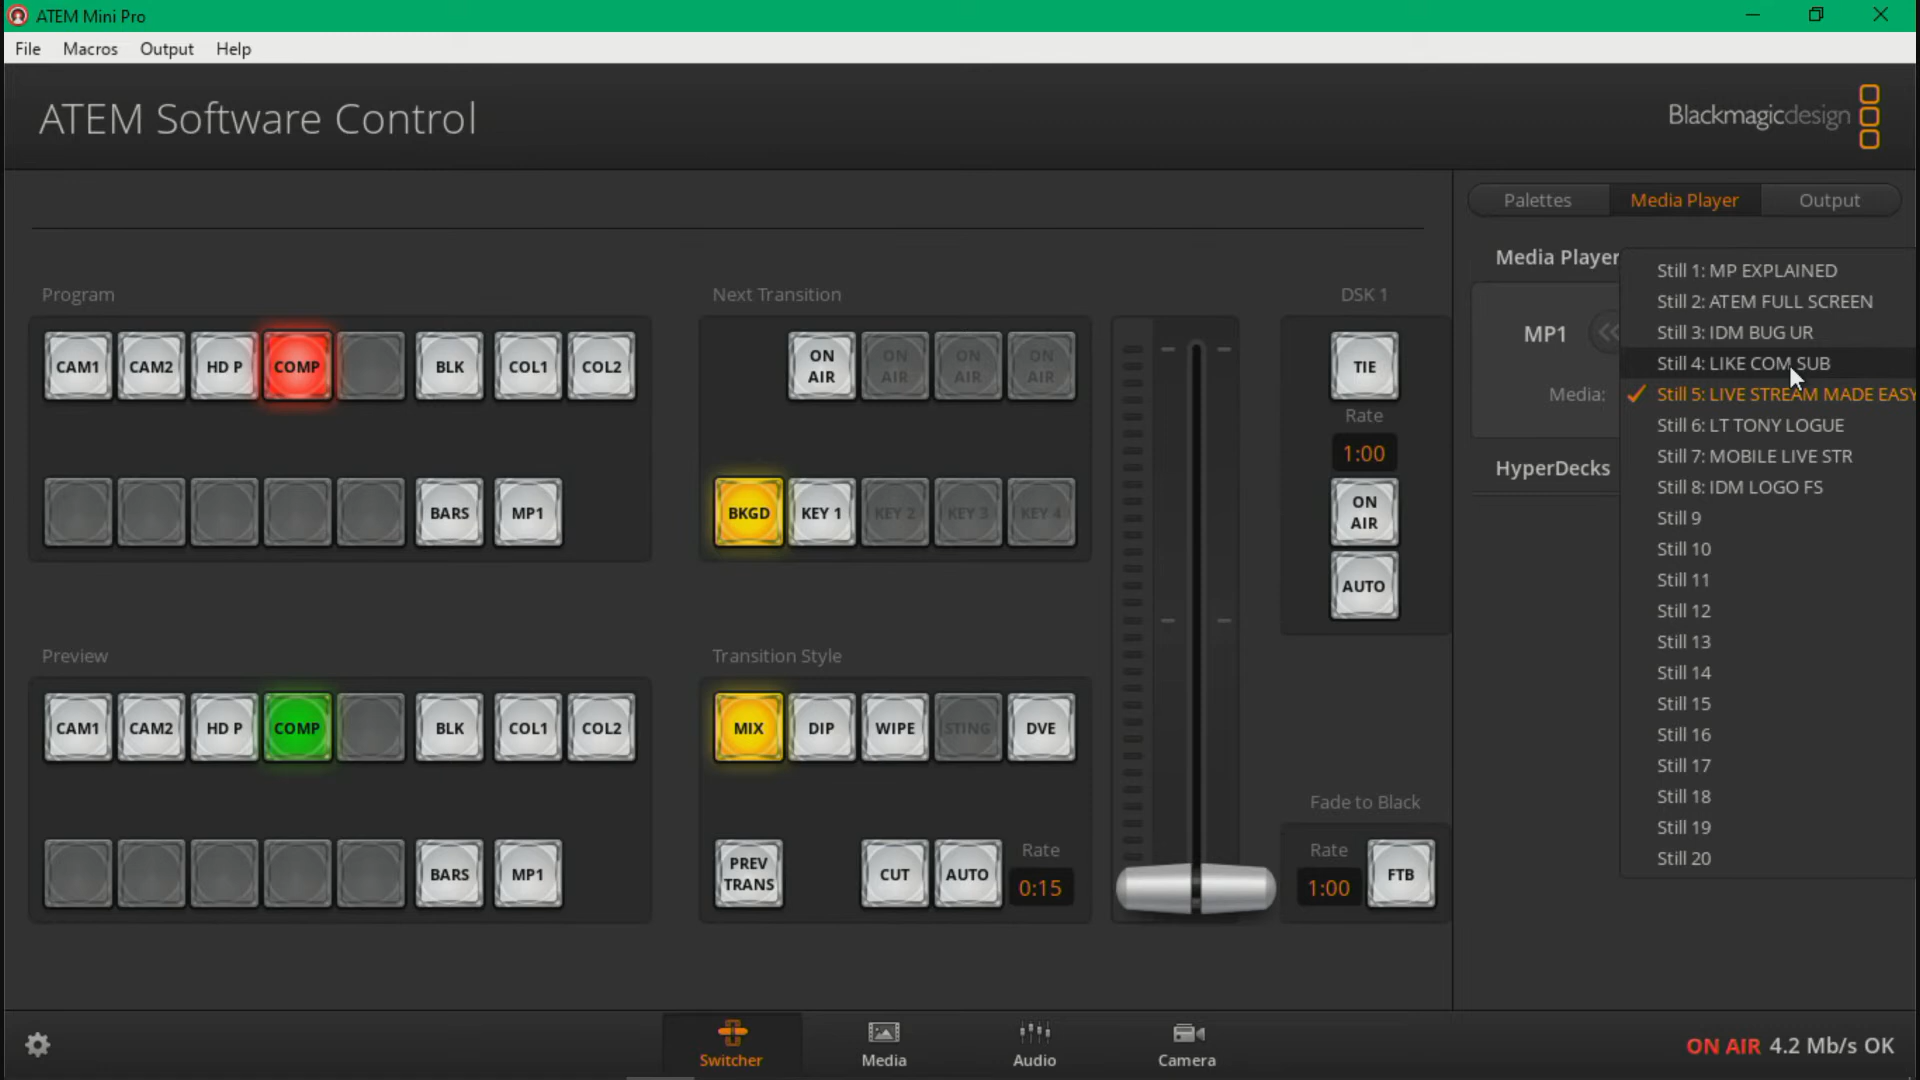 ATEM Mini Pro
File Macros Output Help
ATEM Software Control
Blackmagicdesign
Palettes Media Player Output
Media Player
Program
Next Transition
DSK 1
CAM1 CAM2 HD P COMP BLK COL1 COL2
ON AIR ON AIR ON AIR ON AIR
TIE
Rate
1:00
BARS MP1
BKGD KEY 1 KEY 2 KEY 3 KEY 4
ON AIR
AUTO
Preview
Transition Style
CAM1 CAM2 HD P COMP BLK COL1 COL2
MIX DIP WIPE STING DVE
Fade to Black
BARS MP1
PREV TRANS CUT AUTO
Rate
0:15
Rate
1:00
FTB
MP1
Media:
HyperDecks
Still 1: MP EXPLAINED
Still 2: ATEM FULL SCREEN
Still 3: IDM BUG UR
Still 4: LIKE COM SUB
Still 5: LIVE STREAM MADE EASY
Still 6: LT TONY LOGUE
Still 7: MOBILE LIVE STR
Still 8: IDM LOGO FS
Still 9
Still 10
Still 11
Still 12
Still 13
Still 14
Still 15
Still 16
Still 17
Still 18
Still 19
Still 20
Switcher Media Audio Camera
ON AIR 4.2 Mb/s OK